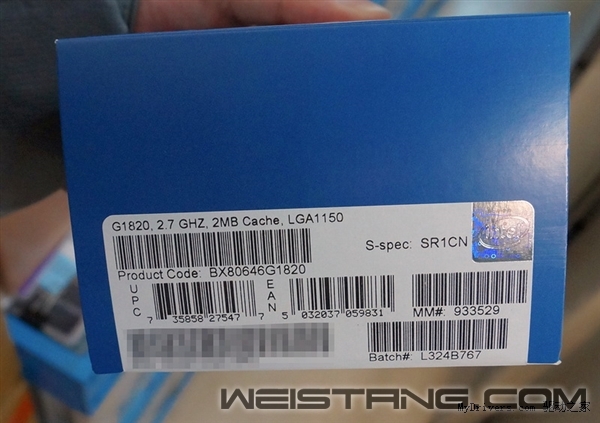 G1820, 2.7 GHZ, 2MB Cache, LGA1150
S-spec: SR1CN
Product Code: BX80646G1820
UPC
7 35858 27547 7
EAN
5 032037 059831
MM#: 933529
Batch#: L324B767
WEISTANG.COM
MyDrivers.com 驱动之家